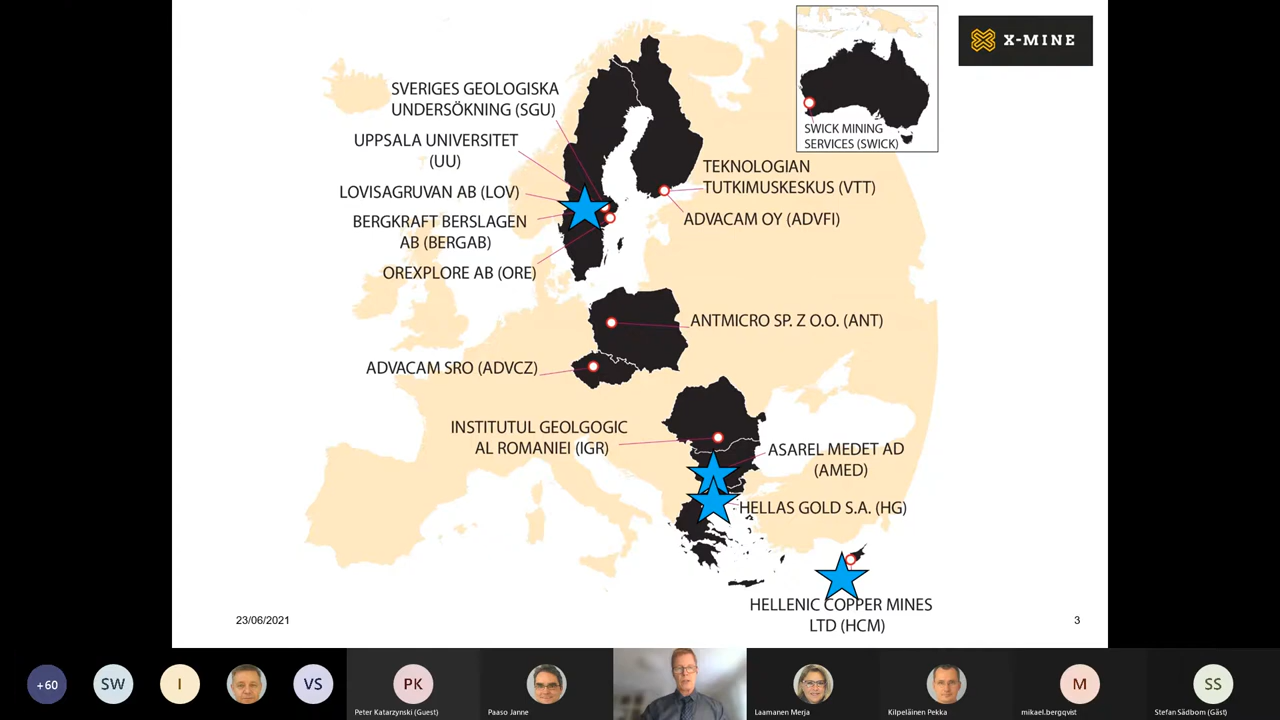 X-MINE
SVERIGES GEOLOGISKA
UNDERSÖKNING (SGU)
UPPSALA UNIVERSITET
(UU)
LOVISAGRUVAN AB (LOV)
BERGKRAFT BERSLAGEN
AB (BERGAB)
OREXPLORE AB (ORE)
SWICK MINING
SERVICES (SWICK)
TEKNOLOGIAN
TUTKIMUSKESKUS (VTT)
ADVACAM OY (ADVFI)
ANTMICRO SP. Z O.O. (ANT)
ADVACAM SRO (ADVCZ)
INSTITUTUL GEOLGOGIC
AL ROMANIEI (IGR)
ASAREL MEDET AD
(AMED)
HELLAS GOLD S.A. (HG)
HELLENIC COPPER MINES
LTD (HCM)
23/06/2021
3
+60
SW
I
VS
PK
M
SS
Peter Katarzynski (Guest)
Paaso Janne
Laamanen Merja
Kilpeläinen Pekka
mikael.bergqvist
Stefan Sädbom (Gäst)